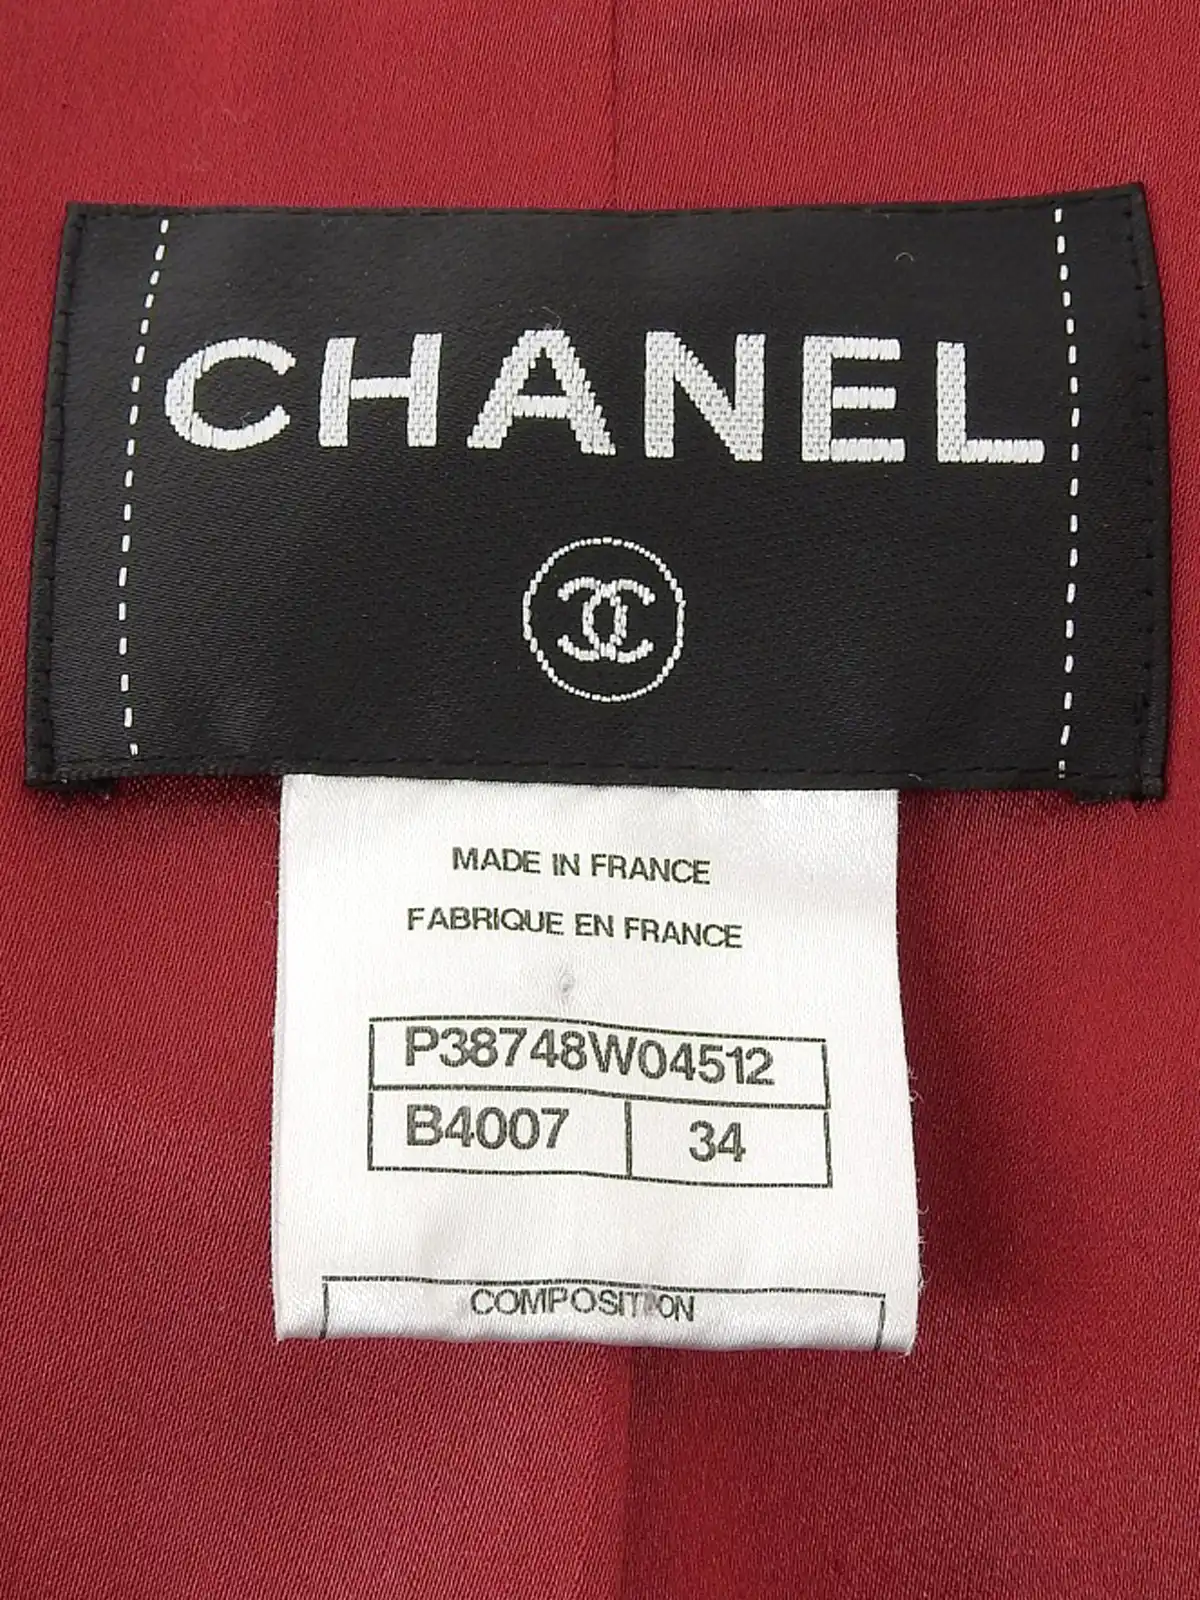 CHANEL
MADE IN FRANCE
FABRIQUE EN FRANCE
P38748W04512
B4007 34
COMPOSITION